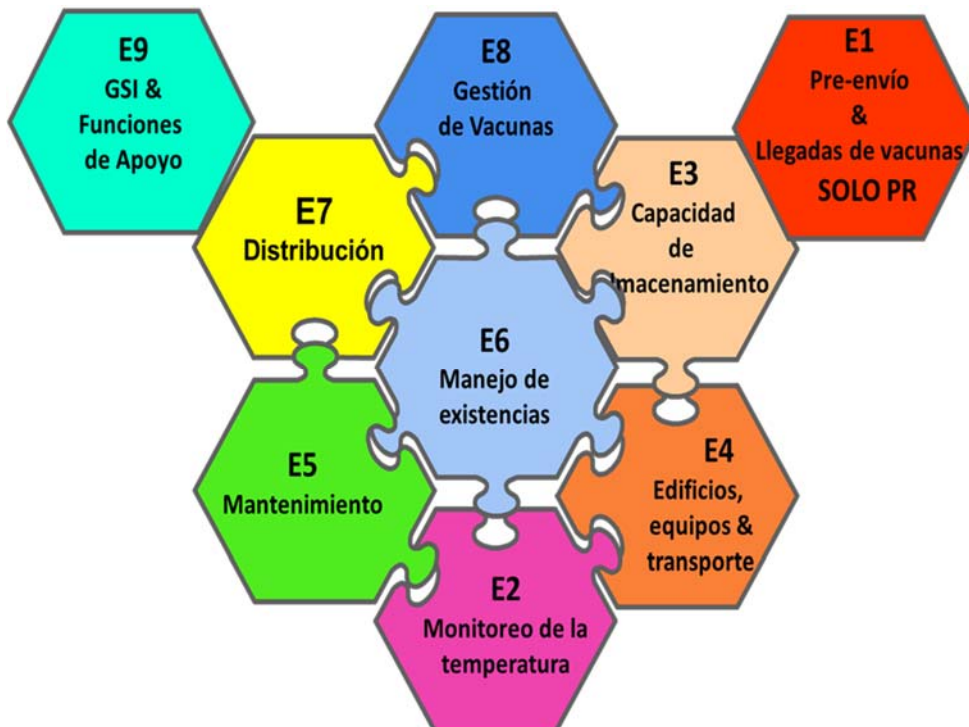 E9
GSI &
Funciones
de Apoyo
E8
Gestión
de Vacunas
E1
Pre-envío
&
Llegadas de vacunas
SOLO PR
E7
Distribución
E3
Capacidad
de
lmacenamiento
E6
Manejo de
existencias
E5
Mantenimiento
E4
Edificios,
equipos &
transporte
E2
Monitoreo de la
temperatura